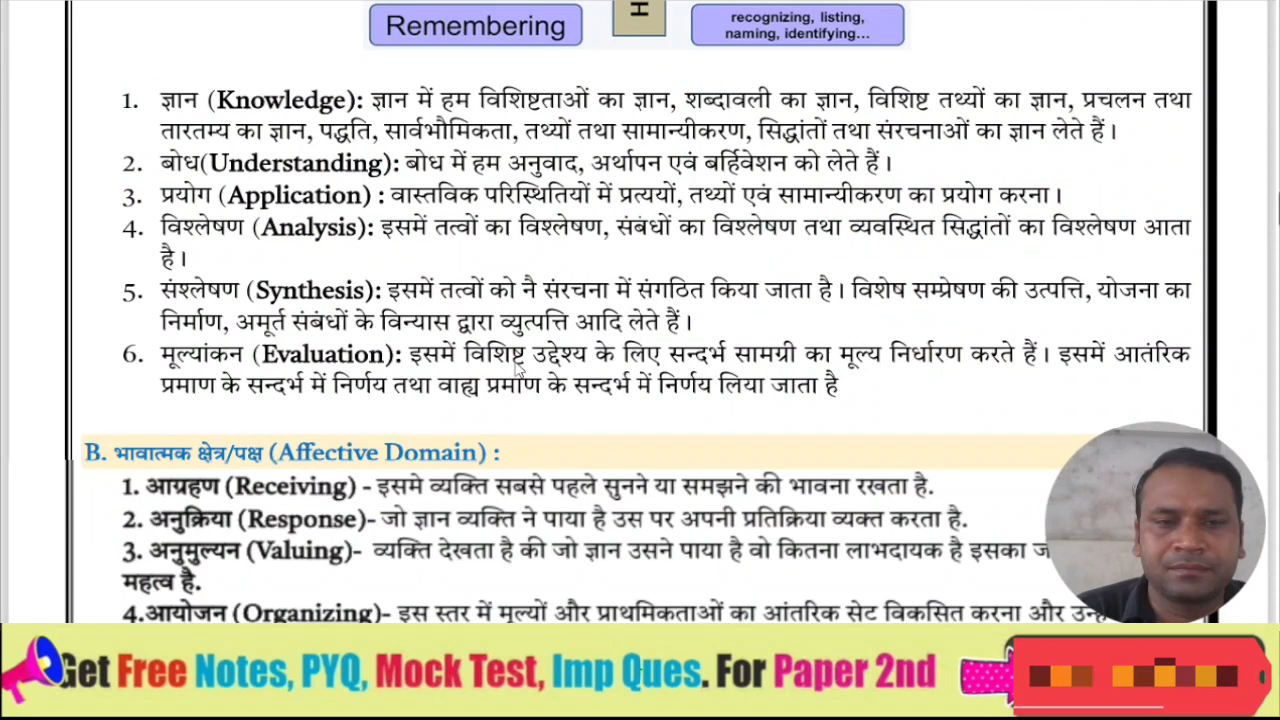 Remembering
H
recognizing, listing,
naming, identifying...
1. ज्ञान (Knowledge): ज्ञान में हम विशिष्टताओं का ज्ञान, शब्दावली का ज्ञान, विशिष्ट तथ्यों का ज्ञान, प्रचलन तथा
तारतम्य का ज्ञान, पद्धति, सार्वभौमिकता, तथ्यों तथा सामान्यीकरण, सिद्धांतों तथा संरचनाओं का ज्ञान लेते हैं।
2. बोध(Understanding): बोध में हम अनुवाद, अर्थापन एवं बर्हिवेशन को लेते हैं।
3. प्रयोग (Application) : वास्तविक परिस्थितियों में प्रत्ययों, तथ्यों एवं सामान्यीकरण का प्रयोग करना।
4. विश्लेषण (Analysis): इसमें तत्वों का विश्लेषण, संबंधों का विश्लेषण तथा व्यवस्थित सिद्धांतों का विश्लेषण आता
है।
5. संश्लेषण (Synthesis): इसमें तत्वों को नै संरचना में संगठित किया जाता है। विशेष सम्प्रेषण की उत्पत्ति, योजना का
निर्माण, अमूर्त संबंधों के विन्यास द्वारा व्युत्पत्ति आदि लेते हैं।
6. मूल्यांकन (Evaluation): इसमें विशिष्ट उद्देश्य के लिए सन्दर्भ सामग्री का मूल्य निर्धारण करते हैं। इसमें आतंरिक
प्रमाण के सन्दर्भ में निर्णय तथा वाह्य प्रमाण के सन्दर्भ में निर्णय लिया जाता है
B. भावात्मक क्षेत्र/पक्ष (Affective Domain) :
1. आग्रहण (Receiving) - इसमे व्यक्ति सबसे पहले सुनने या समझने की भावना रखता है.
2. अनुक्रिया (Response)- जो ज्ञान व्यक्ति ने पाया है उस पर अपनी प्रतिक्रिया व्यक्त करता है.
3. अनुमुल्यन (Valuing)- व्यक्ति देखता है की जो ज्ञान उसने पाया है वो कितना लाभदायक है इसका
महत्व है.
4.आयोजन (Organizing)- इस स्तर में मूल्यों और प्राथमिकताओं का आंतरिक सेट विकसित करना और
Get Free Notes, PYQ, Mock Test, Imp Ques. For Paper 2nd